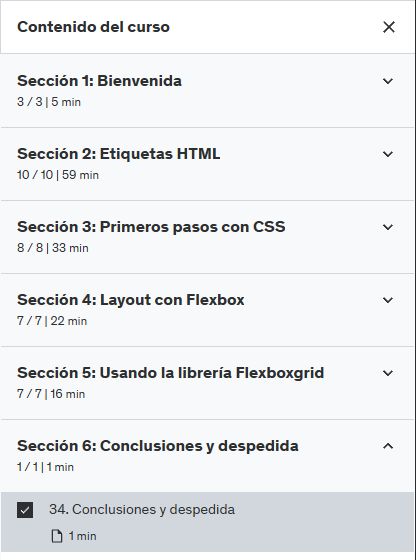 Contenido del curso
Sección 1: Bienvenida
3 / 3 | 5 min
Sección 2: Etiquetas HTML
10 / 10 | 59 min
Sección 3: Primeros pasos con CSS
8 / 8 | 33 min
Sección 4: Layout con Flexbox
7 / 7 | 22 min
Sección 5: Usando la librería Flexboxgrid
7 / 7 | 16 min
Sección 6: Conclusiones y despedida
1 / 1 | 1 min
34. Conclusiones y despedida
1 min